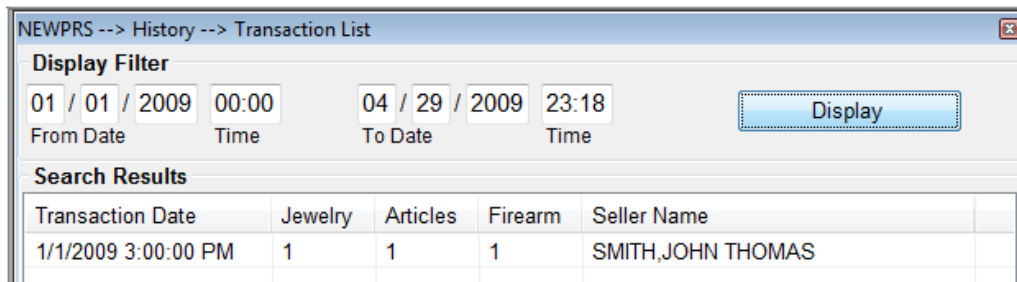 NEWPRS --> History --> Transaction List
Display Filter
01 / 01 / 2009 00:00 04 / 29 / 2009 23:18 Display
From Date Time To Date Time
Search Results
Transaction Date Jewelry Articles Firearm Seller Name
1/1/2009 3:00:00 PM 1 1 1 SMITH,JOHN THOMAS